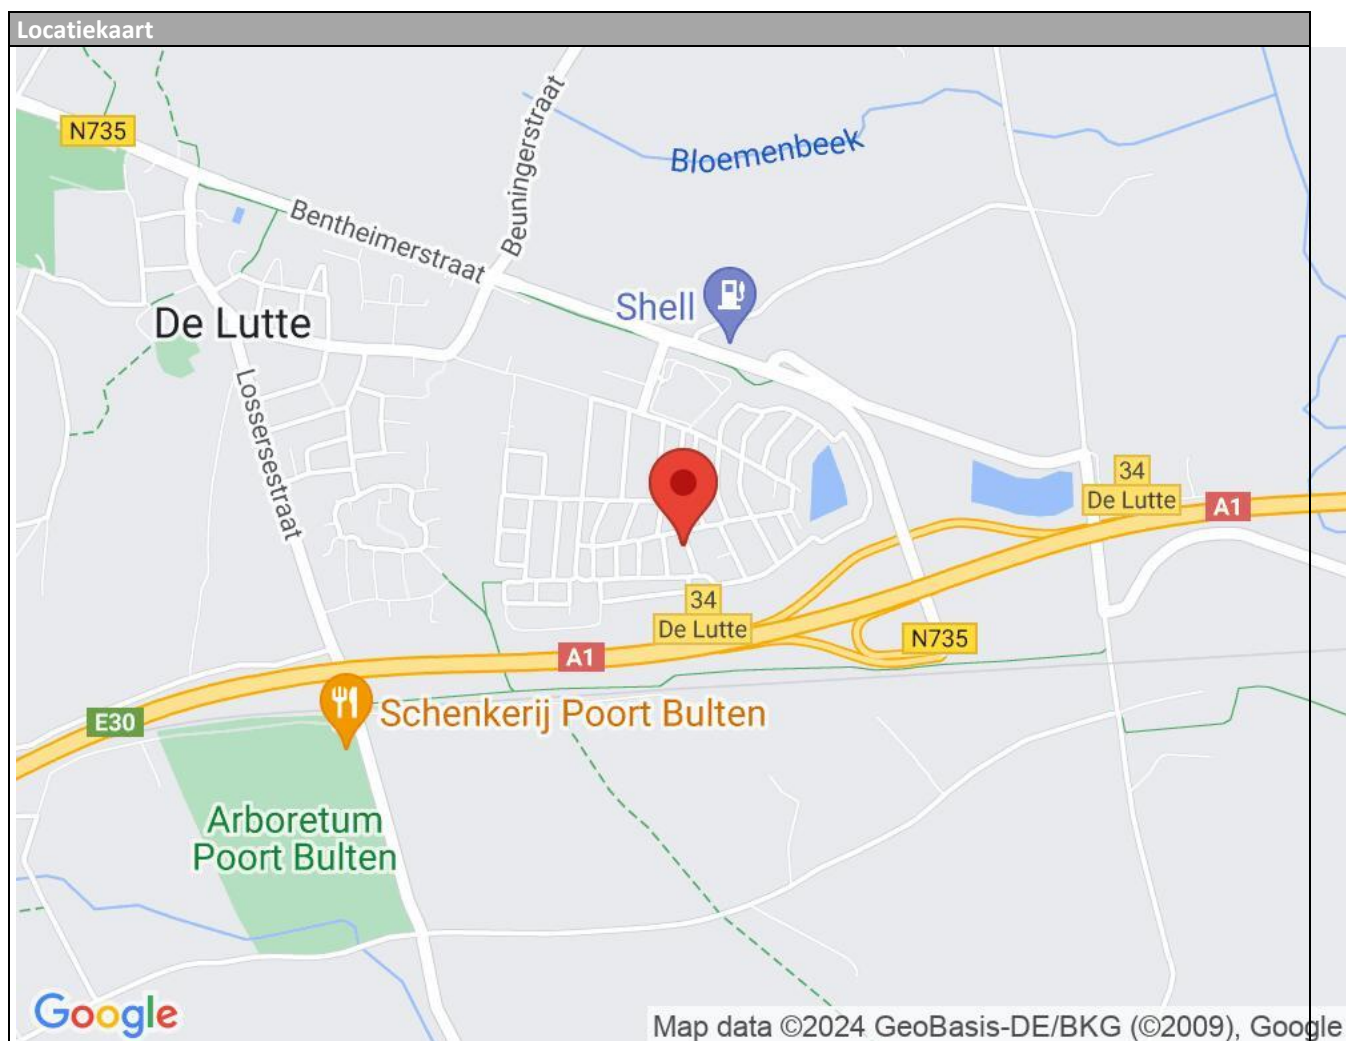 Locatiekaart
N735
Beuningerstraat
Bloemenbeek
Bentheimerstraat
Shell
De Lutte
Lossersestraat
34
De Lutte
A1
34
De Lutte
N735
A1
E30
Schenkerij Poort Bulten
Arboretum
Poort Bulten
Google
Map data ©2024 GeoBasis-DE/BKG (©2009), Google